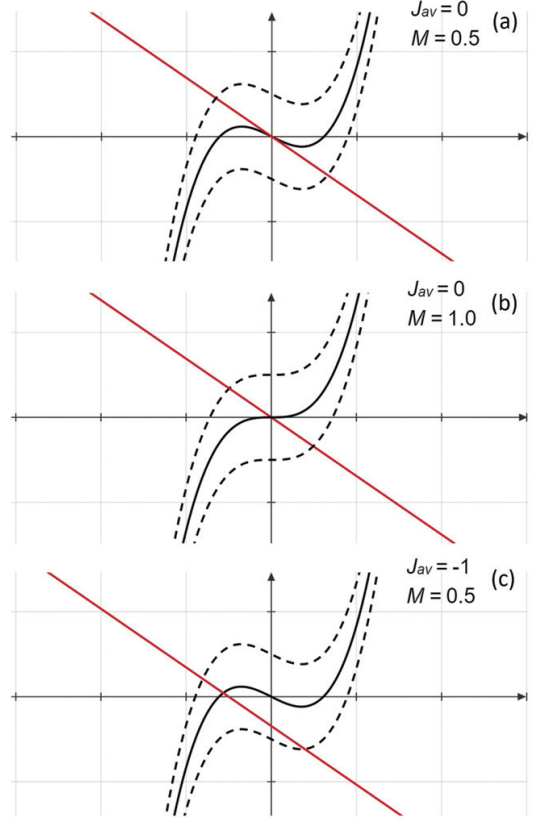 J_av = 0 (a)
M = 0.5
J_av = 0 (b)
M = 1.0
J_av = -1 (c)
M = 0.5